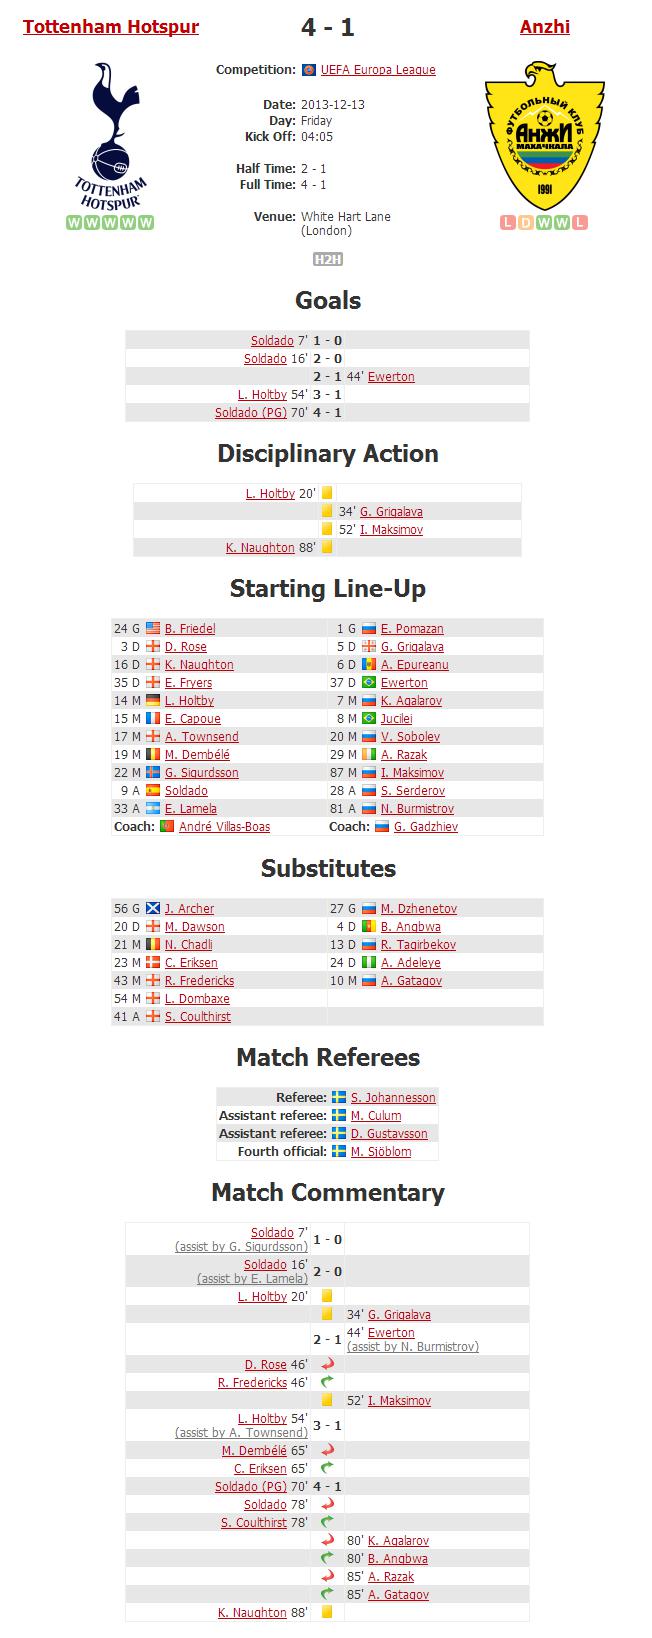 Tottenham Hotspur 4 - 1 Anzhi
Competition: UEFA Europa League
Date: 2013-12-13
Day: Friday
Kick Off: 04:05
Half Time: 2 - 1
Full Time: 4 - 1
Venue: White Hart Lane
(London)
TOTTENHAM
HOTSPUR
ФУТБОЛЬНЫЙ КЛУБ
АНЖИ
МАХАЧКАЛА
1991
W W W W W
L D W W L
H2H
Goals
Soldado 7' 1 - 0
Soldado 16' 2 - 0
2 - 1 44' Ewerton
L. Holtby 54' 3 - 1
Soldado (PG) 70' 4 - 1
Disciplinary Action
L. Holtby 20'
34' G. Grigalava
52' I. Maksimov
K. Naughton 88'
Starting Line-Up
24 G B. Friedel 1 G E. Pomazan
3 D D. Rose 5 D G. Grigalava
16 D K. Naughton 6 D A. Epureanu
35 D E. Fryers 37 D Ewerton
14 M L. Holtby 7 M K. Agalarov
15 M E. Capoue 8 M Jucilei
17 M A. Townsend 20 M V. Sobolev
19 M M. Dembélé 29 M A. Razak
22 M G. Sigurdsson 87 M I. Maksimov
9 A Soldado 28 A S. Serderov
33 A E. Lamela 81 A N. Burmistrov
Coach: André Villas-Boas Coach: G. Gadzhiev
Substitutes
56 G J. Archer 27 G M. Dzhenetov
20 D M. Dawson 4 D B. Angbwa
21 M N. Chadli 13 D R. Tagirbekov
23 M C. Eriksen 24 D A. Adeleye
43 M R. Fredericks 10 M A. Gatagov
54 M L. Dombaxe
41 A S. Coulthirst
Match Referees
Referee: S. Johannesson
Assistant referee: M. Culum
Assistant referee: D. Gustavsson
Fourth official: M. Sjöblom
Match Commentary
Soldado 7' 1 - 0
(assist by G. Sigurdsson)
Soldado 16' 2 - 0
(assist by E. Lamela)
L. Holtby 20'
34' G. Grigalava
2 - 1 44' Ewerton
(assist by N. Burmistrov)
D. Rose 46'
R. Fredericks 46'
52' I. Maksimov
L. Holtby 54' 3 - 1
(assist by A. Townsend)
M. Dembélé 65'
C. Eriksen 65'
Soldado (PG) 70' 4 - 1
Soldado 78'
S. Coulthirst 78'
80' K. Agalarov
80' B. Angbwa
85' A. Razak
85' A. Gatagov
K. Naughton 88'